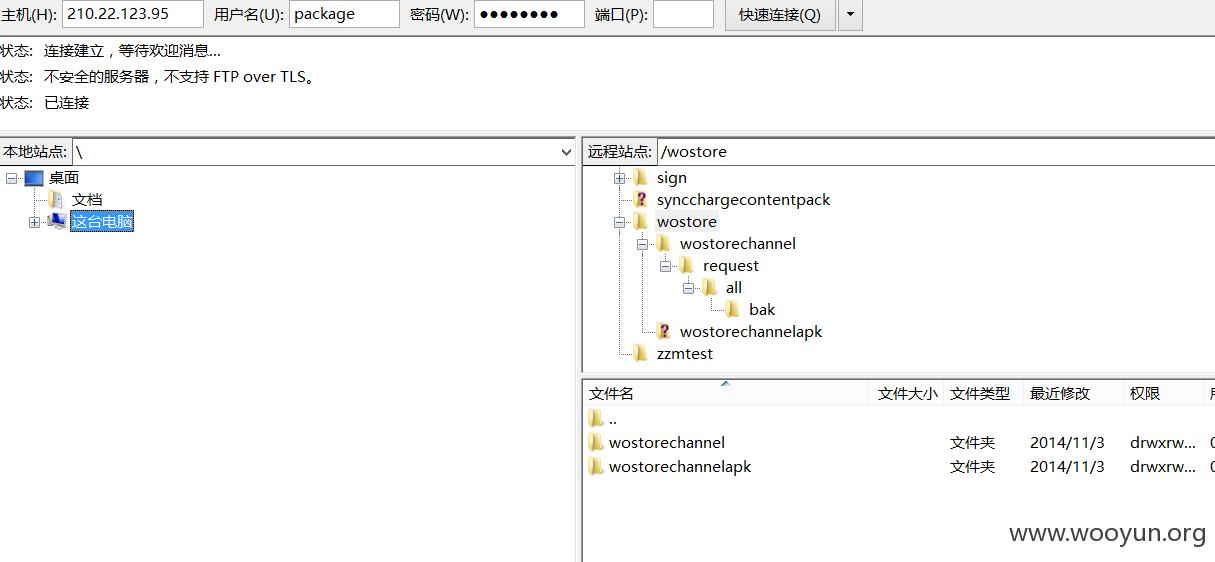 主机(H): 210.22.123.95 用户名(U): package 密码(W): ●●●●●●●● 端口(P): 快速连接(Q)
状态: 连接建立，等待欢迎消息...
状态: 不安全的服务器，不支持 FTP over TLS。
状态: 已连接
本地站点: \
桌面
文档
这台电脑
远程站点: /wostore
sign
syncchargecontentpack
wostore
wostorechannel
request
all
bak
wostorechannelapk
zzmtest
文件名 文件大小 文件类型 最近修改 权限
..
wostorechannel 文件夹 2014/11/3 drwxrw... 0
wostorechannelapk 文件夹 2014/11/3 drwxrw... 0
www.wooyun.org